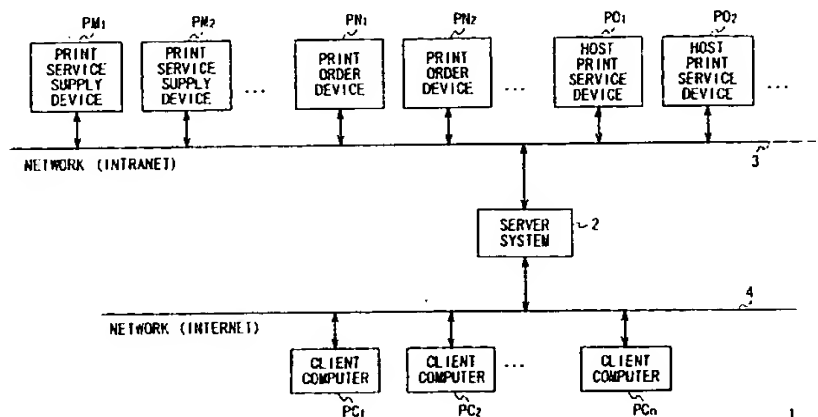 PM1 PM2 PN1 PN2 PO1 PO2
PRINT SERVICE SUPPLY DEVICE
PRINT SERVICE SUPPLY DEVICE
...
PRINT ORDER DEVICE
PRINT ORDER DEVICE
...
HOST PRINT SERVICE DEVICE
HOST PRINT SERVICE DEVICE
...
NETWORK (INTRANET)
3
SERVER SYSTEM
2
4
NETWORK (INTERNET)
CLIENT COMPUTER
CLIENT COMPUTER
...
CLIENT COMPUTER
PC1 PC2 PCn
1